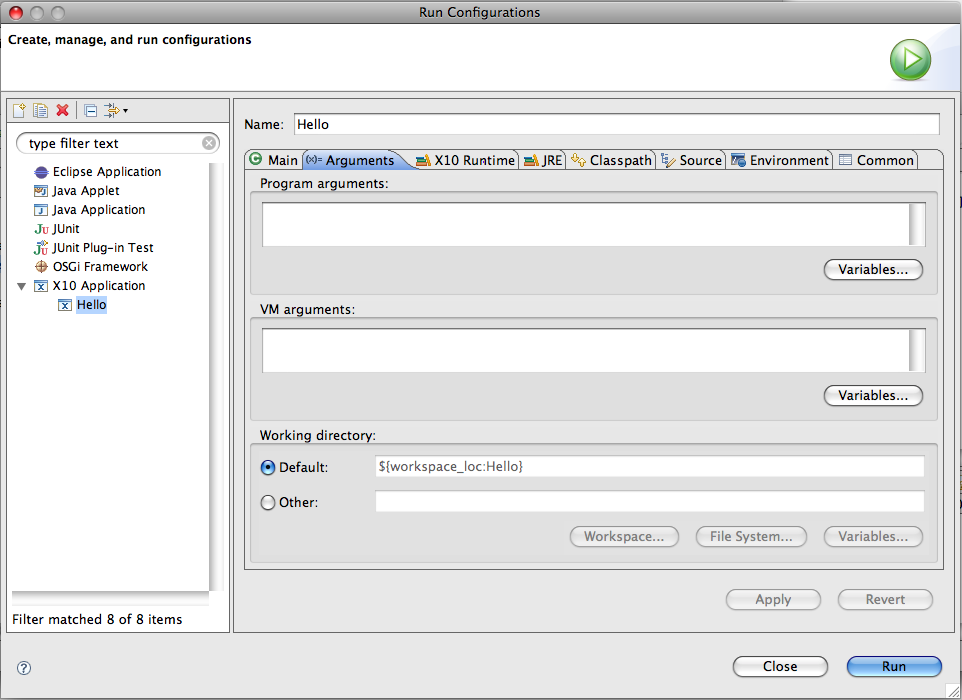 Run Configurations
Create, manage, and run configurations
type filter text
Eclipse Application
Java Applet
Java Application
JUnit
JUnit Plug-in Test
OSGi Framework
X10 Application
Hello
Filter matched 8 of 8 items
Name: Hello
Main (x)= Arguments X10 Runtime JRE Classpath Source Environment Common
Program arguments:
Variables...
VM arguments:
Variables...
Working directory:
Default: ${workspace_loc:Hello}
Other:
Workspace... File System... Variables...
Apply Revert
? Close Run